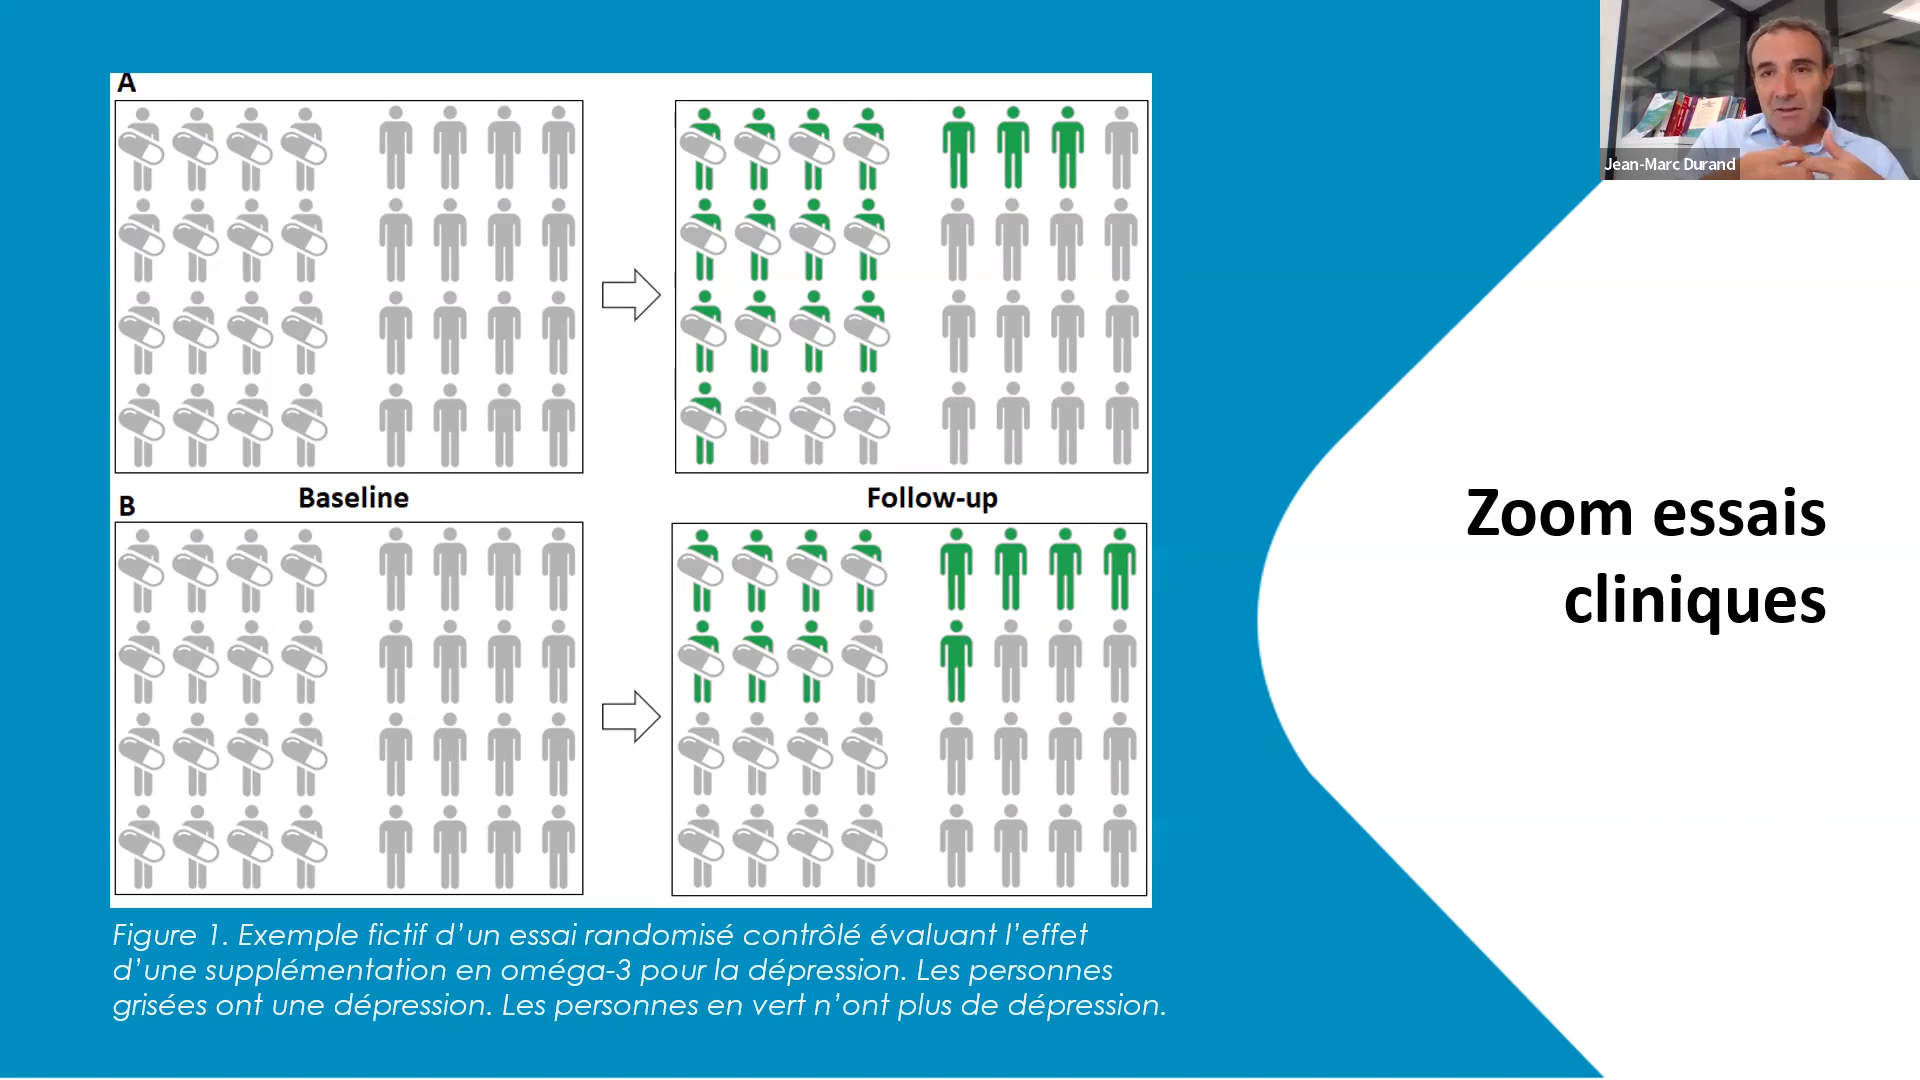 A
Baseline
Follow-up
B
Figure 1. Exemple fictif d’un essai randomisé contrôlé évaluant l’effet
d’une supplémentation en oméga-3 pour la dépression. Les personnes
grisées ont une dépression. Les personnes en vert n’ont plus de dépression.
Jean-Marc Durand
Zoom essais
cliniques